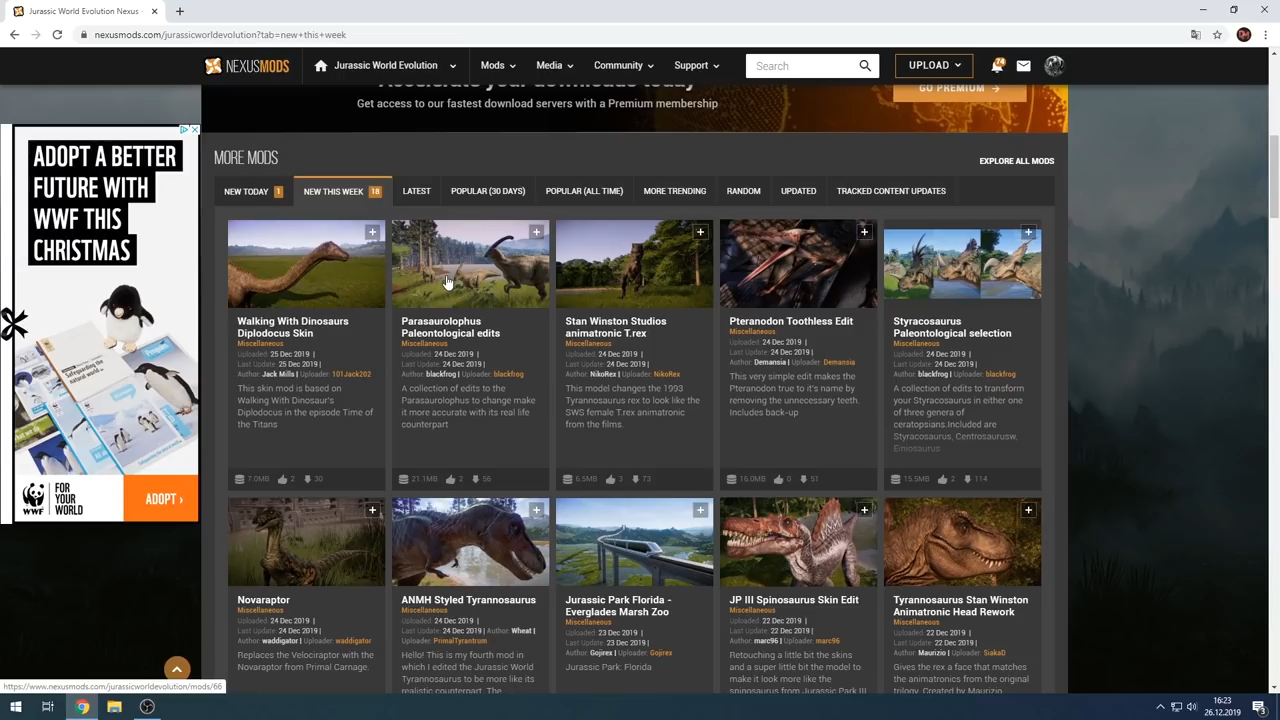 Jurassic World Evolution Nexus -
nexusmods.com/jurassicworldevolution?tab=new+this+week
NEXUSMODS
Jurassic World Evolution
Mods
Media
Community
Support
Search
UPLOAD
74
Accelerate your downloads today
Get access to our fastest download servers with a Premium membership
GO PREMIUM
ADOPT A BETTER
FUTURE WITH
WWF THIS
CHRISTMAS
WWF
FOR
YOUR
WORLD
ADOPT ›
MORE MODS
EXPLORE ALL MODS
NEW TODAY 1
NEW THIS WEEK 18
LATEST
POPULAR (30 DAYS)
POPULAR (ALL TIME)
MORE TRENDING
RANDOM
UPDATED
TRACKED CONTENT UPDATES
Walking With Dinosaurs
Diplodocus Skin
Miscellaneous
Uploaded: 25 Dec 2019 |
Last Update: 25 Dec 2019 |
Author: Jack Mills | Uploader: 101Jack202
This skin mod is based on
Walking With Dinosaur's
Diplodocus in the episode Time of
the Titans
7.0MB 2 30
Parasaurolophus
Paleontological edits
Miscellaneous
Uploaded: 24 Dec 2019 |
Last Update: 24 Dec 2019 |
Author: blackfrog | Uploader: blackfrog
A collection of edits to the
Parasaurolophus to change make
it more accurate with its real life
counterpart
21.1MB 2 56
Stan Winston Studios
animatronic T.rex
Miscellaneous
Uploaded: 24 Dec 2019 |
Last Update: 24 Dec 2019 |
Author: NikoRex | Uploader: NikoRex
This model changes the 1993
Tyrannosaurus rex to look like the
SWS female T.rex animatronic
from the films.
6.5MB 3 73
Pteranodon Toothless Edit
Miscellaneous
Uploaded: 24 Dec 2019 |
Last Update: 24 Dec 2019 |
Author: Demansia | Uploader: Demansia
This very simple edit makes the
Pteranodon true to it's name by
removing the unnecessary teeth.
Includes back-up
16.0MB 0 51
Styracosaurus
Paleontological selection
Miscellaneous
Uploaded: 24 Dec 2019 |
Last Update: 24 Dec 2019 |
Author: blackfrog | Uploader: blackfrog
A collection of edits to transform
your Styracosaurus in either one
of three genera of
ceratopsians.Included are
Styracosaurus, Centrosaurusw,
Einiosaurus
15.5MB 2 114
Novaraptor
Miscellaneous
Uploaded: 24 Dec 2019 |
Last Update: 24 Dec 2019 |
Author: waddigator | Uploader: waddigator
Replaces the Velociraptor with the
Novaraptor from Primal Carnage.
ANMH Styled Tyrannosaurus
Miscellaneous
Uploaded: 24 Dec 2019 |
Last Update: 24 Dec 2019 | Author: Wheat |
Uploader: PrimalTyrantrum
Hello! This is my fourth mod in
which I edited the Jurassic World
Tyrannosaurus to be more like its
realistic counterpart. The
Jurassic Park Florida -
Everglades Marsh Zoo
Miscellaneous
Uploaded: 23 Dec 2019 |
Last Update: 23 Dec 2019 |
Author: Gojirex | Uploader: Gojirex
Jurassic Park: Florida
JP III Spinosaurus Skin Edit
Miscellaneous
Uploaded: 22 Dec 2019 |
Last Update: 22 Dec 2019 |
Author: marc96 | Uploader: marc96
Retouching a little bit the skins
and a super little bit the model to
make it look more like the
spinosaurus from Jurassic Park III
Tyrannosaurus Stan Winston
Animatronic Head Rework
Miscellaneous
Uploaded: 22 Dec 2019 |
Last Update: 22 Dec 2019 |
Author: Maurizio | Uploader: SiakaD
Gives the rex a face that matches
the animatronics from the original
trilogy. Created by Maurizio
https://www.nexusmods.com/jurassicworldevolution/mods/66
16:23
26.12.2019
3